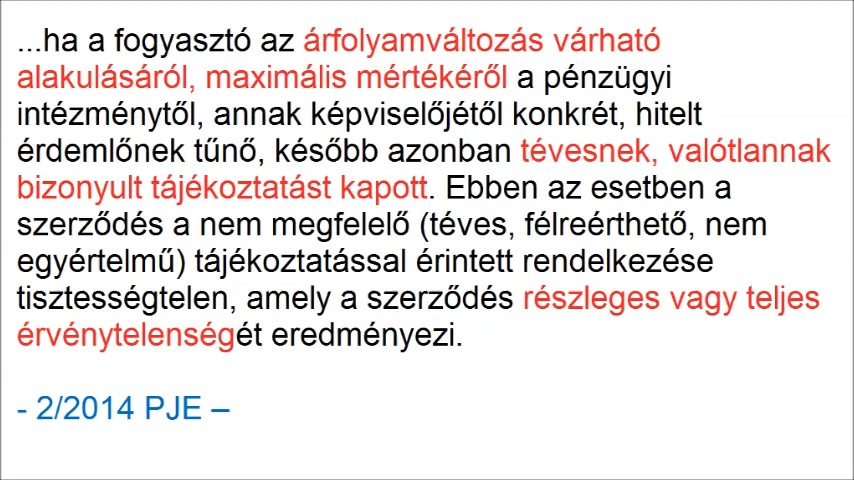 ...ha a fogyasztó az árfolyamváltozás várható
alakulásáról, maximális mértékéről a pénzügyi
intézménytől, annak képviselőjétől konkrét, hitelt
érdemlőnek tűnő, később azonban tévesnek, valótlannak
bizonyult tájékoztatást kapott. Ebben az esetben a
szerződés a nem megfelelő (téves, félreérthető, nem
egyértelmű) tájékoztatással érintett rendelkezése
tisztességtelen, amely a szerződés részleges vagy teljes
érvénytelenségét eredményezi.
- 2/2014 PJE –